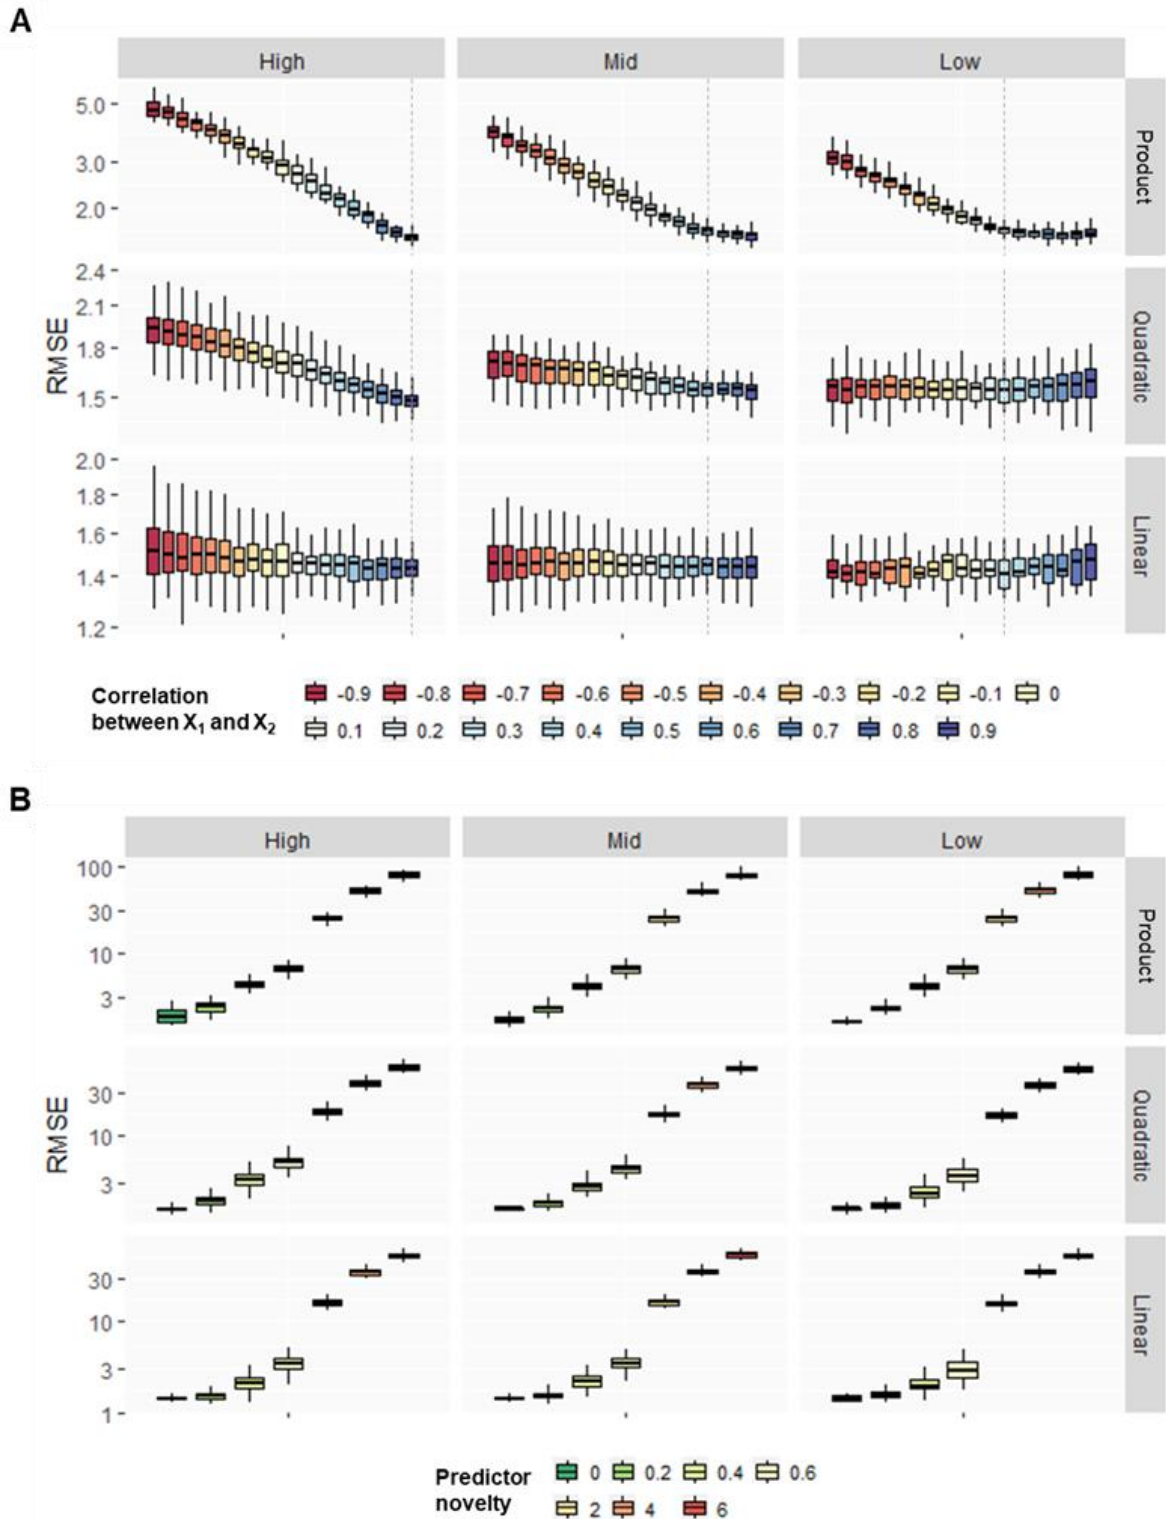 A
High Mid Low
5.0
3.0
2.0
Product
2.4
2.1
1.8
1.5
Quadratic
RMSE
2.0
1.8
1.6
1.4
1.2
Linear
Correlation
between X₁ and X₂
-0.9 -0.8 -0.7 -0.6 -0.5 -0.4 -0.3 -0.2 -0.1 0
0.1 0.2 0.3 0.4 0.5 0.6 0.7 0.8 0.9
B
High Mid Low
100
30
10
3
Product
30
10
3
Quadratic
RMSE
30
10
3
1
Linear
Predictor
novelty
0 0.2 0.4 0.6
2 4 6